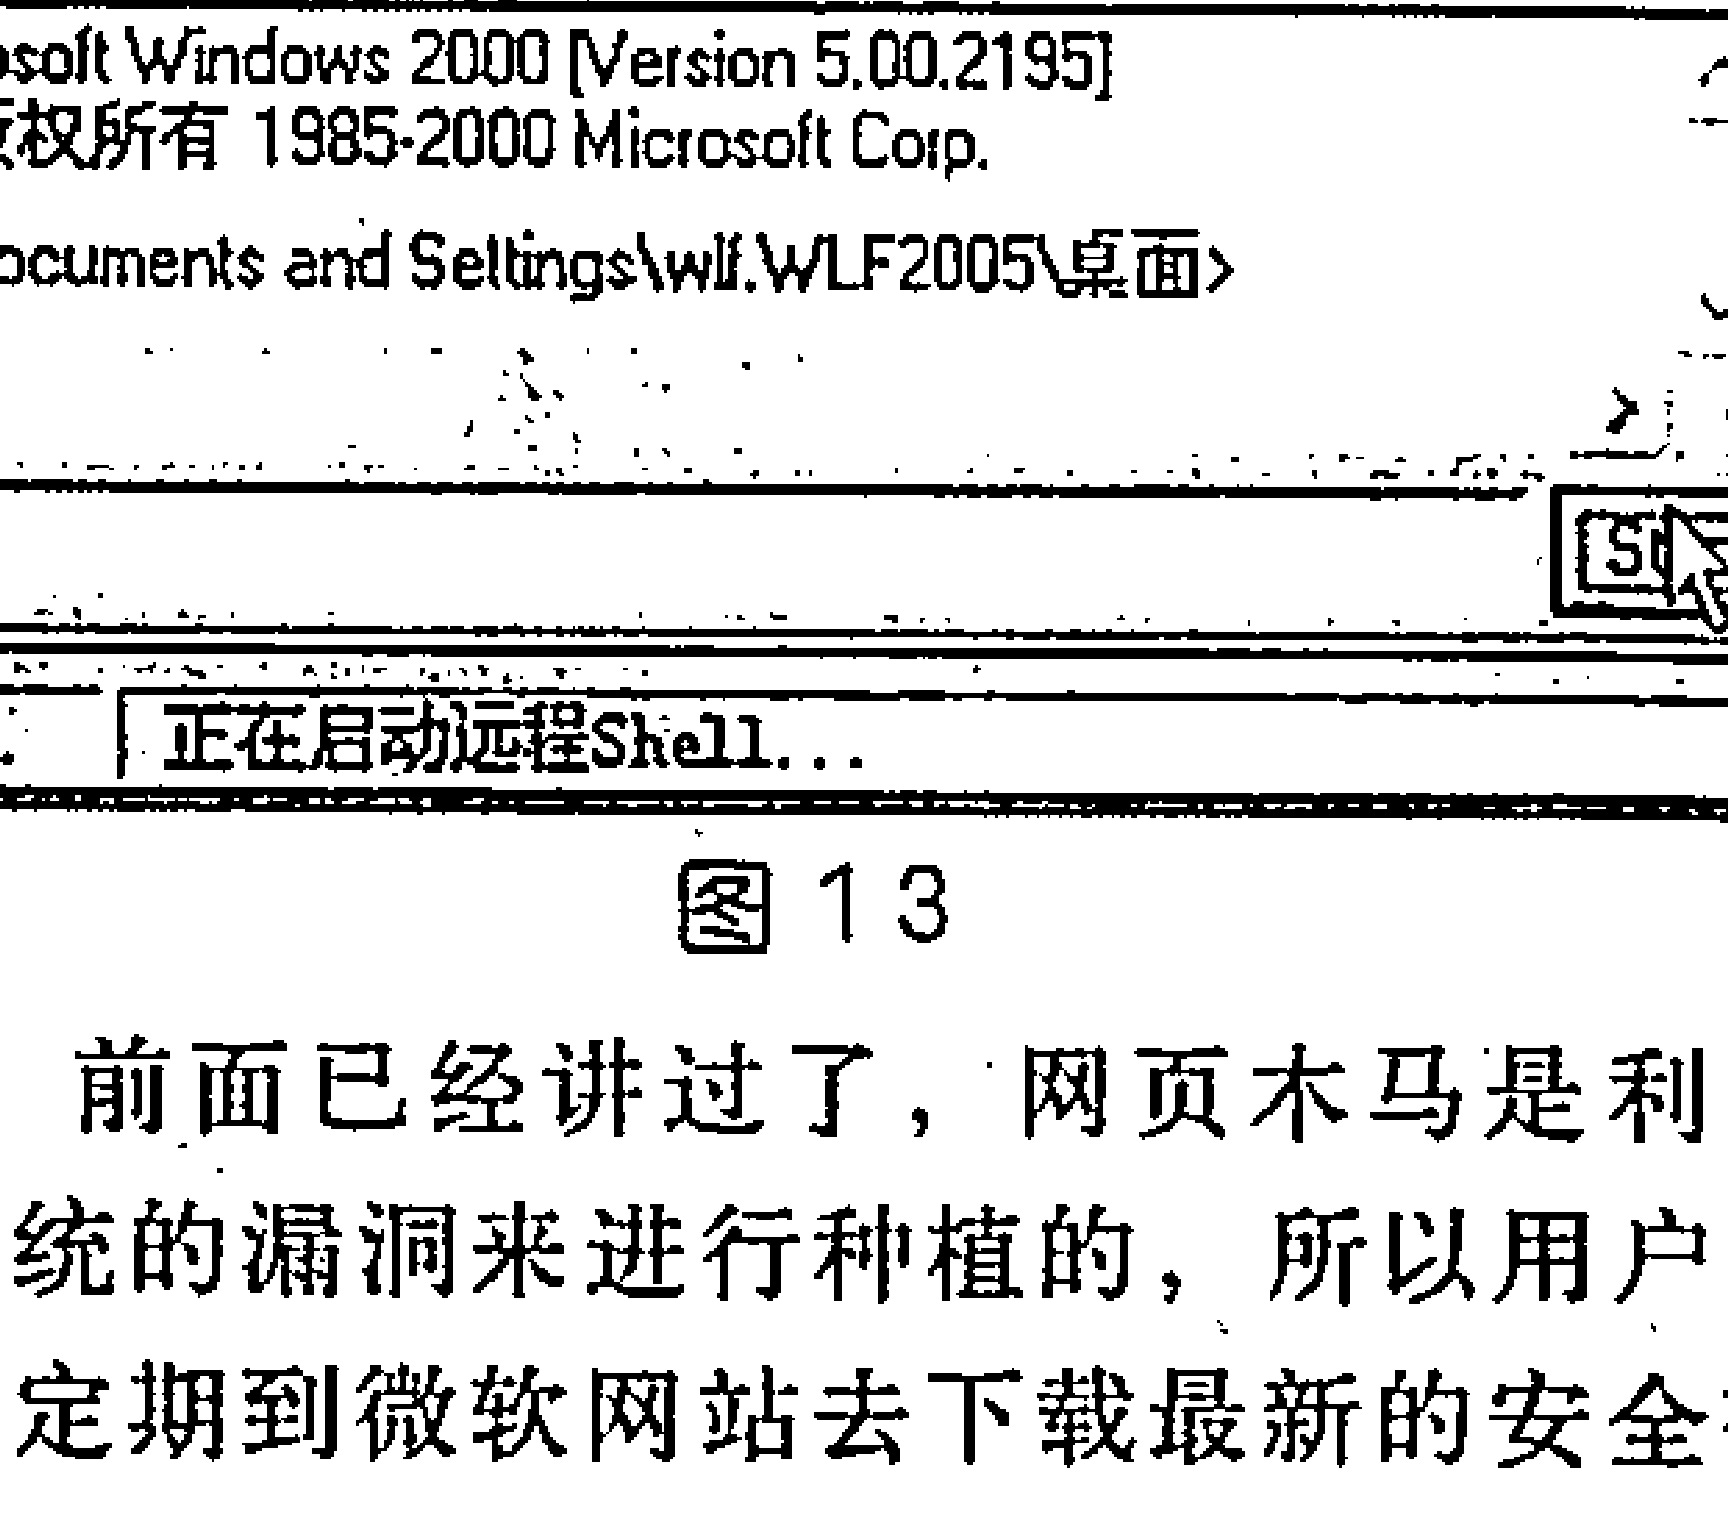 osoft Windows 2000 [Version 5.00.2195]
权所有 1985-2000 Microsoft Corp.
ocuments and Settings\wlf.WLF2005\桌面>
正在启动远程Shell...
图 13
前面已经讲过了，网页木马是利
统的漏洞来进行种植的，所以用户
定期到微软网站去下载最新的安全